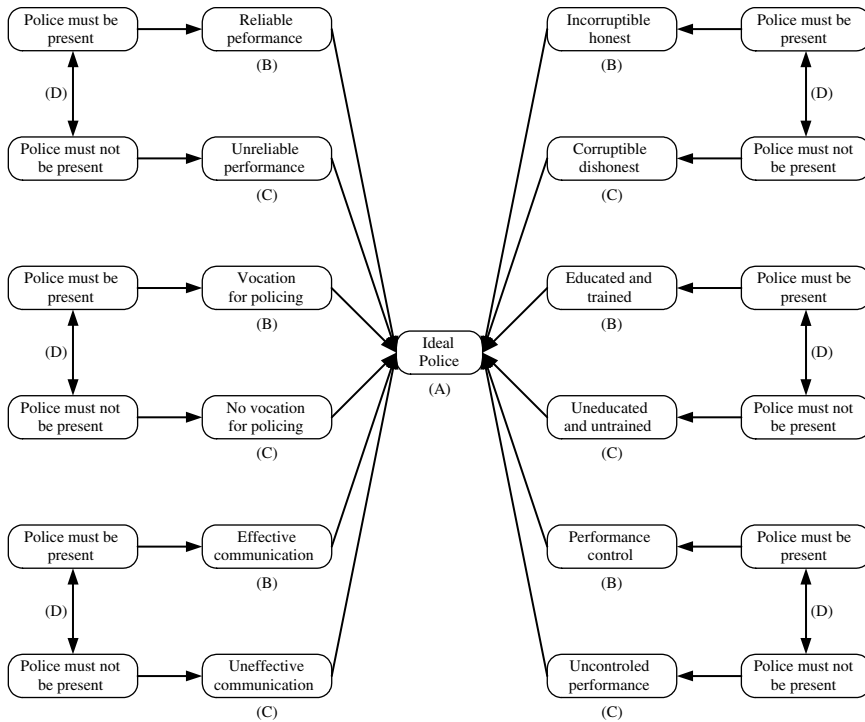 Police must be
present
Reliable
peformance
(B)
(D)
Police must not
be present
Unreliable
performance
(C)
Police must be
present
Vocation
for policing
(B)
(D)
Police must not
be present
No vocation
for policing
(C)
Police must be
present
Effective
communication
(B)
(D)
Police must not
be present
Uneffective
communication
(C)
Ideal
Police
(A)
Incorruptible
honest
(B)
Police must be
present
(D)
Corruptible
dishonest
(C)
Police must not
be present
Educated and
trained
(B)
Police must be
present
(D)
Uneducated
and untrained
(C)
Police must not
be present
Performance
control
(B)
Police must be
present
(D)
Uncontroled
performance
(C)
Police must not
be present